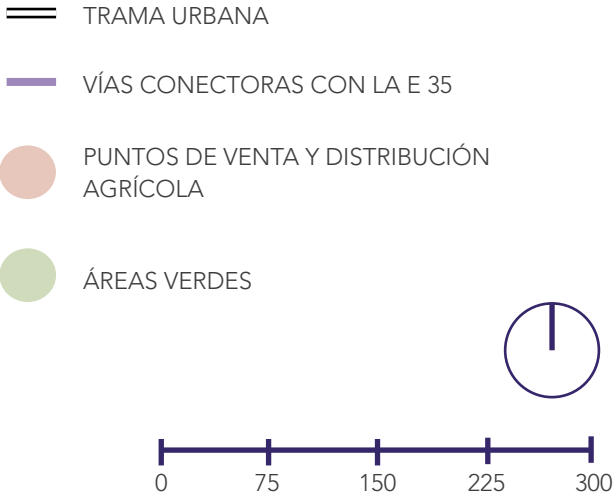 TRAMA URBANA
VÍAS CONECTORAS CON LA E 35
PUNTOS DE VENTA Y DISTRIBUCIÓN
AGRÍCOLA
ÁREAS VERDES
0 75 150 225 300